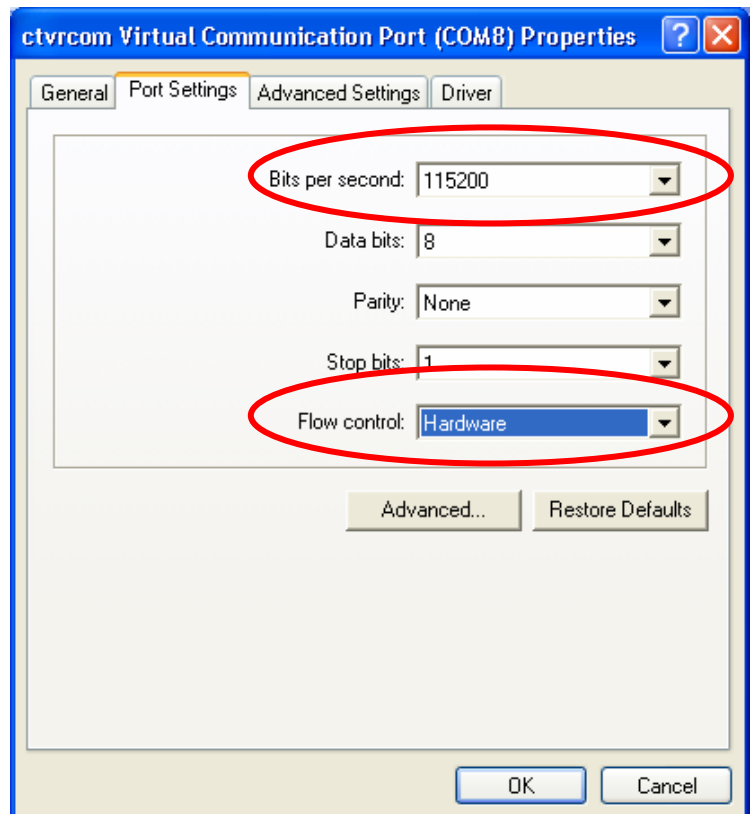 ctvrcom Virtual Communication Port (COM8) Properties ?
General Port Settings Advanced Settings Driver
Bits per second: 115200
Data bits: 8
Parity: None
Stop bits: 1
Flow control: Hardware
Advanced... Restore Defaults
OK Cancel